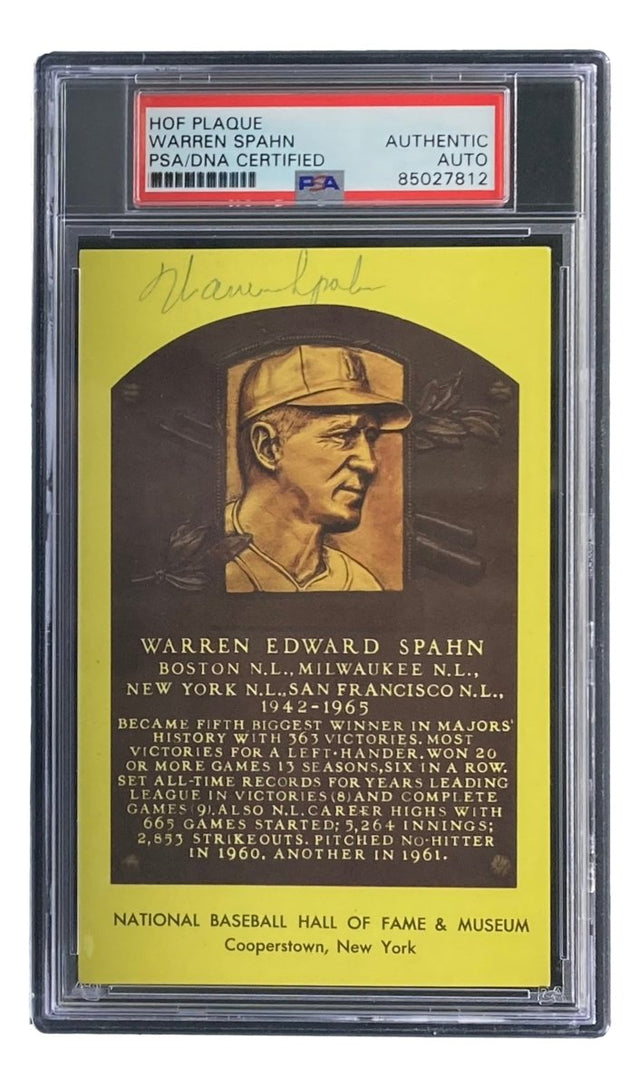 HOF PLAQUE
WARREN SPAHN
PSA/DNA CERTIFIED
AUTHENTIC
AUTO
85027812
PSA
Warren Spahn
WARREN EDWARD SPAHN
BOSTON N.L., MILWAUKEE N.L.,
NEW YORK N.L., SAN FRANCISCO N.L.,
1942-1965
BECAME FIFTH BIGGEST WINNER IN MAJORS'
HISTORY WITH 363 VICTORIES, MOST
VICTORIES FOR A LEFT-HANDER. WON 20
OR MORE GAMES 13 SEASONS, SIX IN A ROW.
SET ALL-TIME RECORDS FOR YEARS LEADING
LEAGUE IN VICTORIES (8) AND COMPLETE
GAMES (9). ALSO N.L. CAREER HIGHS WITH
665 GAMES STARTED; 5,264 INNINGS;
2,853 STRIKEOUTS. PITCHED NO-HITTER
IN 1960, ANOTHER IN 1961.
NATIONAL BASEBALL HALL OF FAME & MUSEUM
Cooperstown, New York